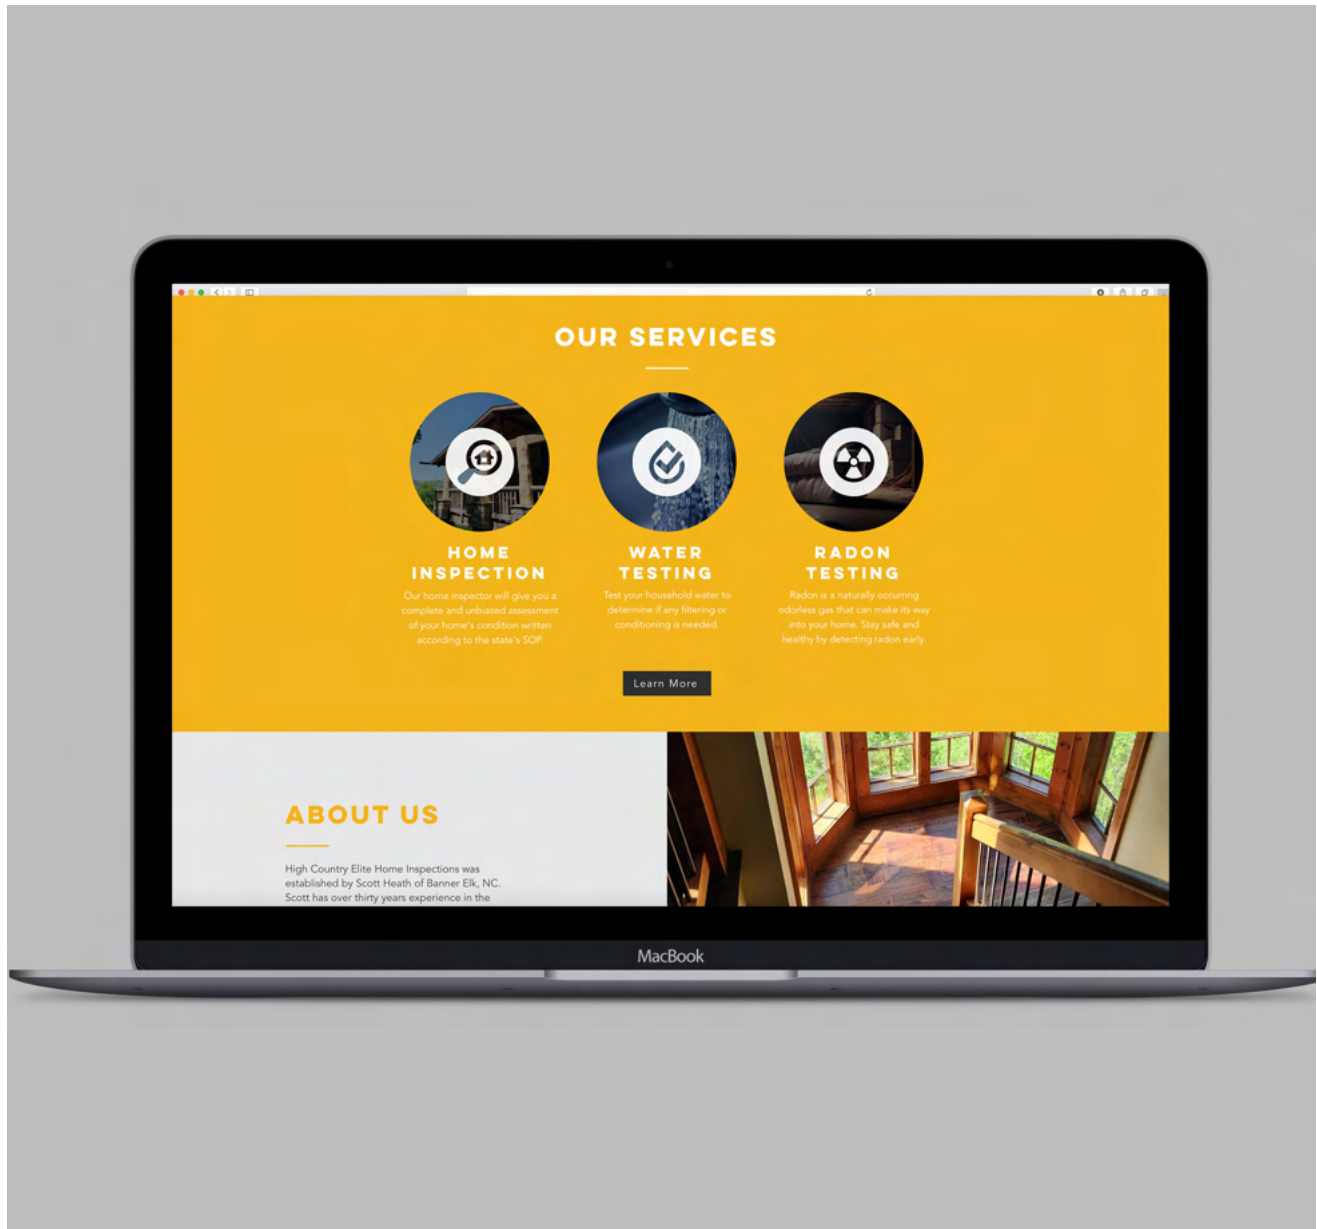 OUR SERVICES
HOME
INSPECTION
Our home inspector will give you a
complete and unbiased assessment
of your home's condition written
according to the state's SOP.
WATER
TESTING
Test your household water to
determine if any filtering or
conditioning is needed.
RADON
TESTING
Radon is a naturally occurring
odorless gas that can make its way
into your home. Stay safe and
healthy by detecting radon early.
Learn More
ABOUT US
High Country Elite Home Inspections was
established by Scott Heath of Banner Elk, NC.
Scott has over thirty years experience in the
MacBook